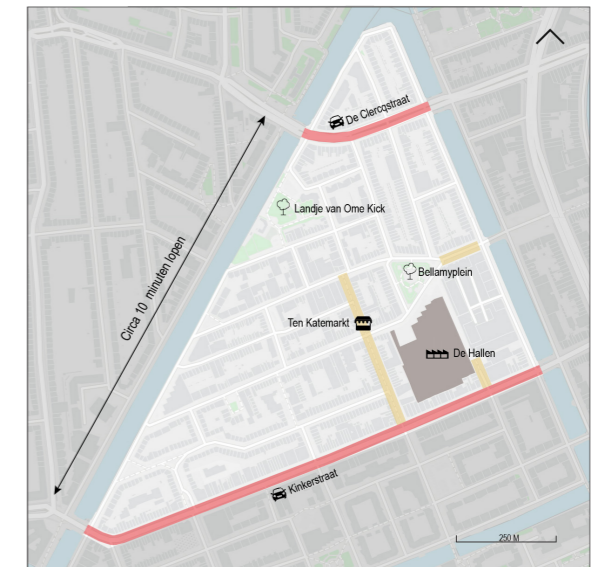 De Clercqstraat
Landje van Ome Kick
Circa 10 minuten lopen
Bellamyplein
Ten Katemarkt
De Hallen
Kinkerstraat
250 M